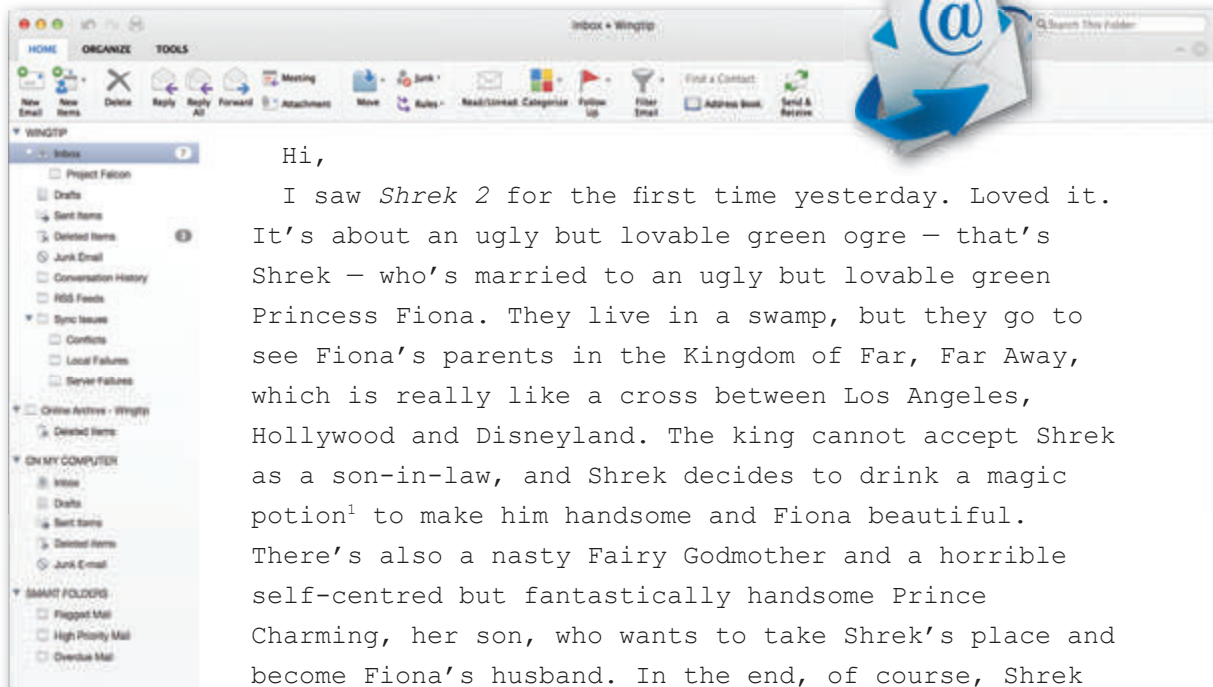 Inbox • Wingtip
Search This Folder
HOME ORGANIZE TOOLS
New Email
New Items
Delete
Reply
Reply All
Forward
Meeting
Attachment
Move
Junk
Rules
Read/Unread
Categorize
Follow Up
Filter Email
Find a Contact
Address Book
Send & Receive
@
WINGTIP
Inbox 7
Project Falcon
Drafts
Sent Items
Deleted Items 3
Junk Email
Conversation History
RSS Feeds
Sync Issues
Conflicts
Local Failures
Server Failures
Online Archive - Wingtip
Deleted Items
ON MY COMPUTER
Inbox
Drafts
Sent Items
Deleted Items
Junk E-mail
SMART FOLDERS
Flagged Mail
High Priority Mail
Overdue Mail
Hi,
I saw Shrek 2 for the first time yesterday. Loved it.
It's about an ugly but lovable green ogre — that's
Shrek — who's married to an ugly but lovable green
Princess Fiona. They live in a swamp, but they go to
see Fiona's parents in the Kingdom of Far, Far Away,
which is really like a cross between Los Angeles,
Hollywood and Disneyland. The king cannot accept Shrek
as a son-in-law, and Shrek decides to drink a magic
potion¹ to make him handsome and Fiona beautiful.
There's also a nasty Fairy Godmother and a horrible
self-centred but fantastically handsome Prince
Charming, her son, who wants to take Shrek's place and
become Fiona's husband. In the end, of course, Shrek